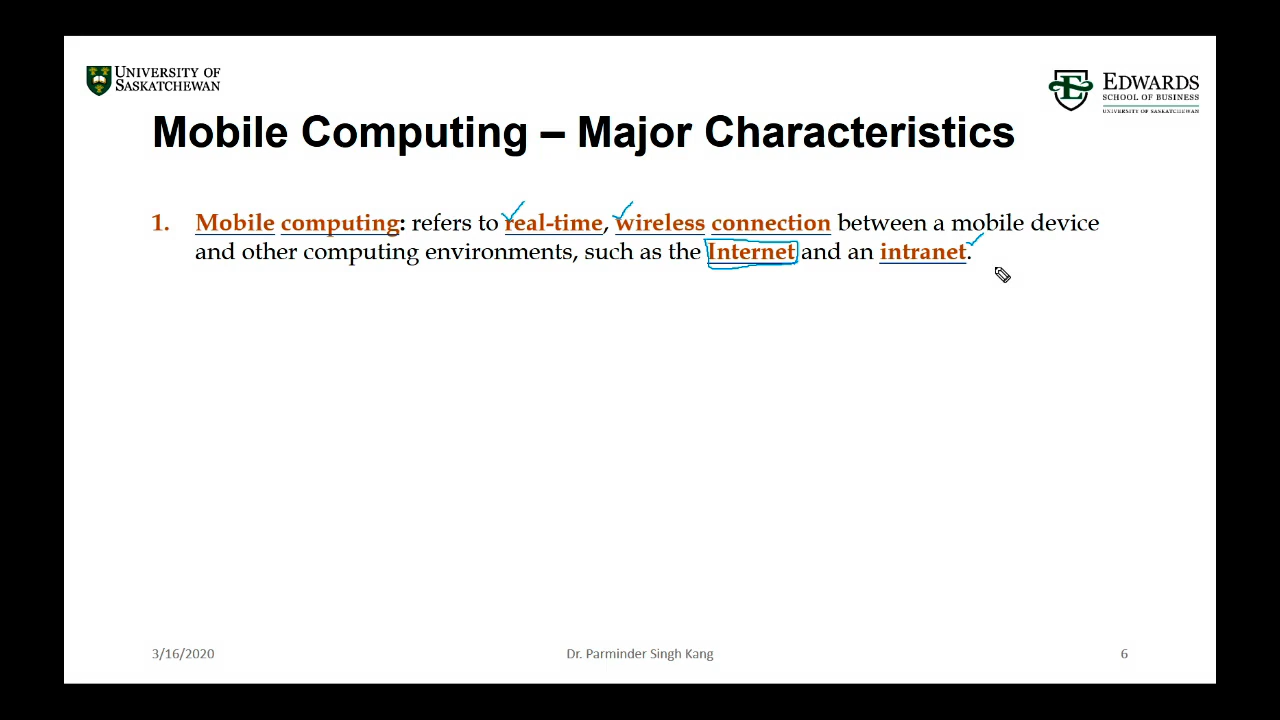 UNIVERSITY OF
SASKATCHEWAN
EDWARDS
SCHOOL OF BUSINESS
UNIVERSITY OF SASKATCHEWAN
Mobile Computing – Major Characteristics
1. Mobile computing: refers to real-time, wireless connection between a mobile device
and other computing environments, such as the Internet and an intranet.
3/16/2020
Dr. Parminder Singh Kang
6